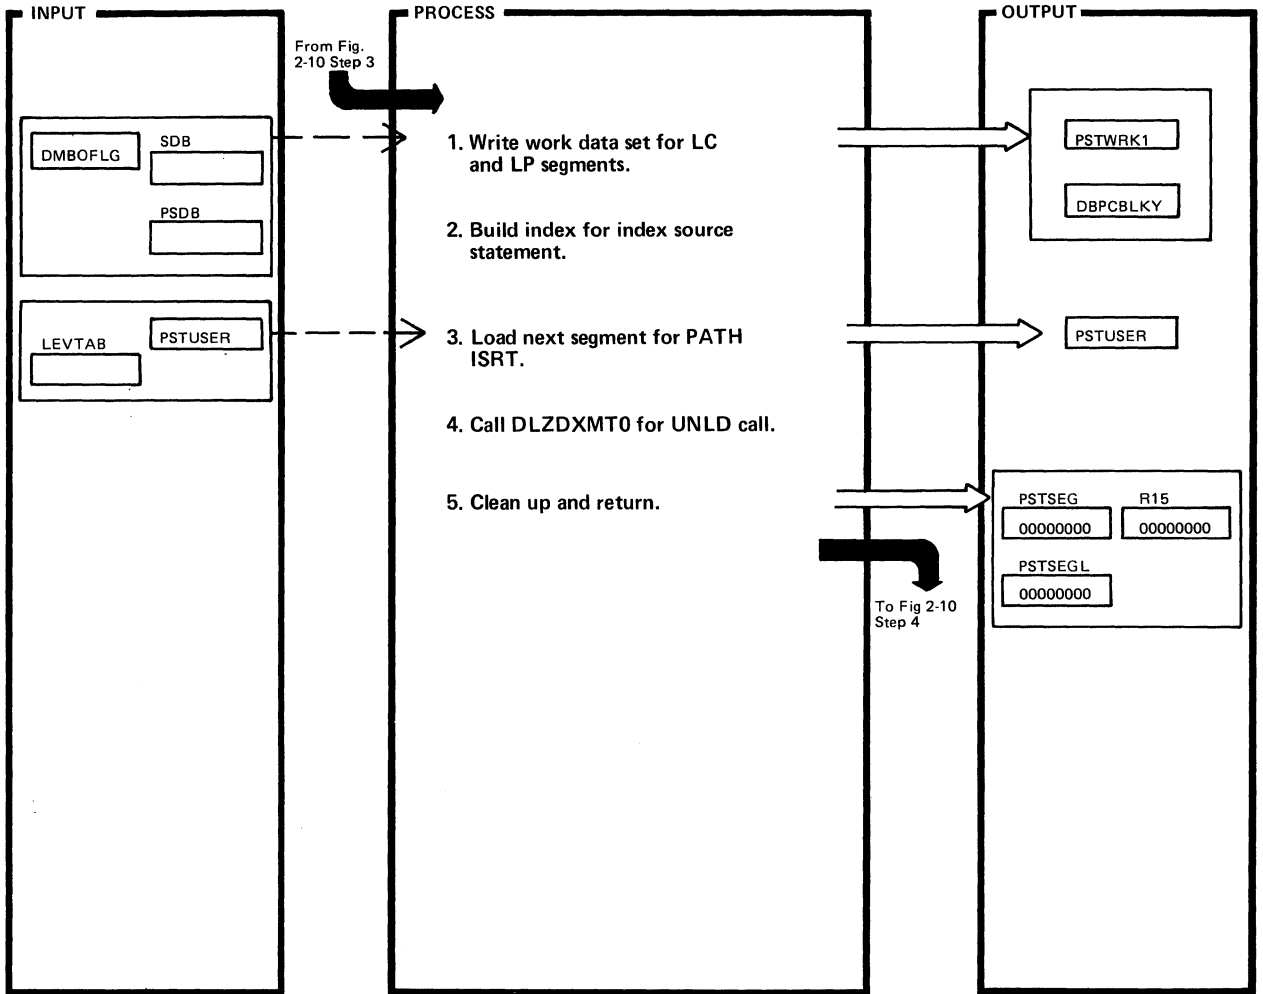 INPUT
PROCESS
OUTPUT
From Fig.
2-10 Step 3
DMBOFLG
SDB
PSDB
LEVTAB
PSTUSER
1. Write work data set for LC
and LP segments.
2. Build index for index source
statement.
3. Load next segment for PATH
ISRT.
4. Call DLZDXMT0 for UNLD call.
5. Clean up and return.
To Fig 2-10
Step 4
PSTWRK1
DBPCBLKY
PSTUSER
PSTSEG
R15
00000000
00000000
PSTSEGL
00000000